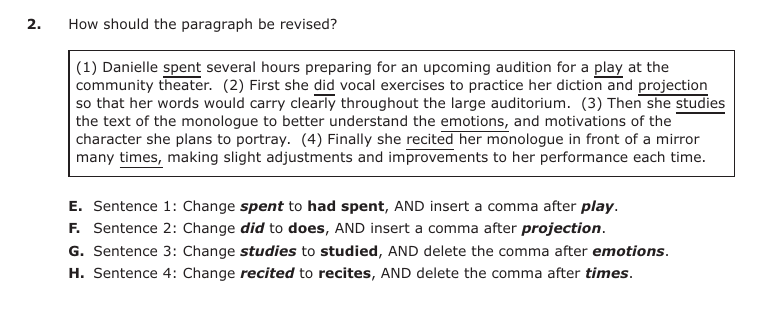 2. How should the paragraph be revised?
(1) Danielle spent several hours preparing for an upcoming audition for a play at the
community theater. (2) First she did vocal exercises to practice her diction and projection
so that her words would carry clearly throughout the large auditorium. (3) Then she studies
the text of the monologue to better understand the emotions, and motivations of the
character she plans to portray. (4) Finally she recited her monologue in front of a mirror
many times, making slight adjustments and improvements to her performance each time.
E. Sentence 1: Change spent to had spent, AND insert a comma after play.
F. Sentence 2: Change did to does, AND insert a comma after projection.
G. Sentence 3: Change studies to studied, AND delete the comma after emotions.
H. Sentence 4: Change recited to recites, AND delete the comma after times.